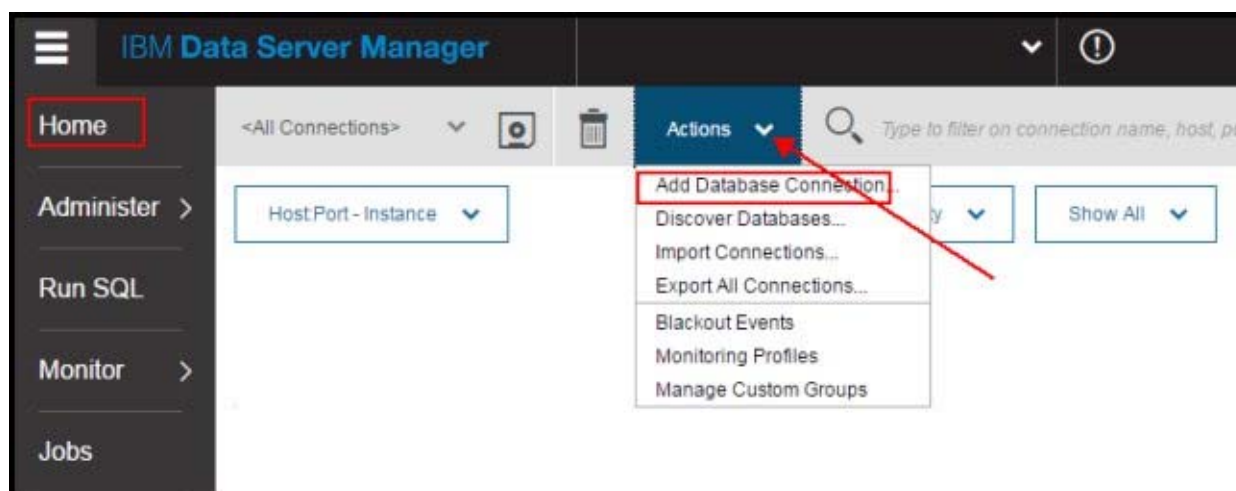 IBM Data Server Manager
Home
<All Connections>
Actions
Type to filter on connection name, host,
Administer >
Host:Port - Instance
Add Database Connection...
Discover Databases...
Import Connections...
Export All Connections...
Blackout Events
Monitoring Profiles
Manage Custom Groups
Show All
Run SQL
Monitor >
Jobs